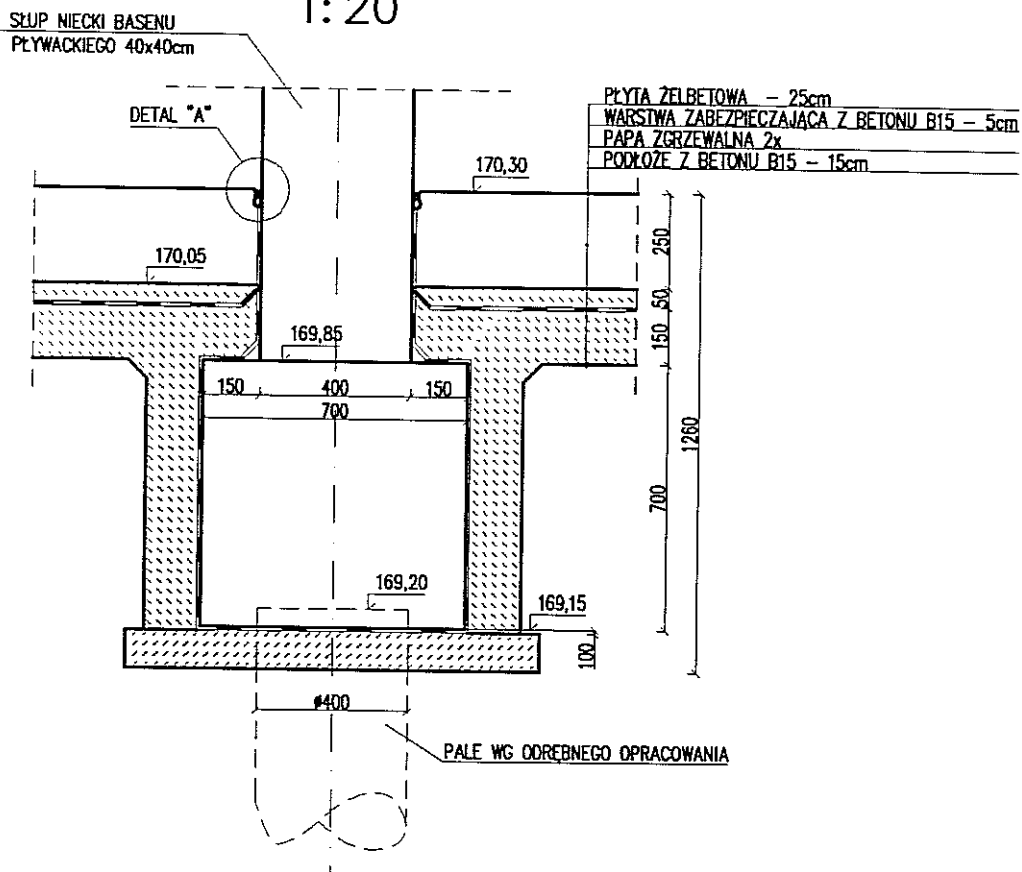 1:20
SŁUP NIECKI BASENU
PŁYWACKIEGO 40x40cm
DETAL "A"
PŁYTA ŻELBETOWA - 25cm
WARSTWA ZABEZPIECZAJĄCA Z BETONU B15 - 5cm
PAPA ZGRZEWALNA 2x
PODŁOŻE Z BETONU B15 - 15cm
170,30
170,05
250
50
150
169,85
150
400
150
700
1260
700
169,20
169,15
100
ø400
PALE WG ODRĘBNEGO OPRACOWANIA